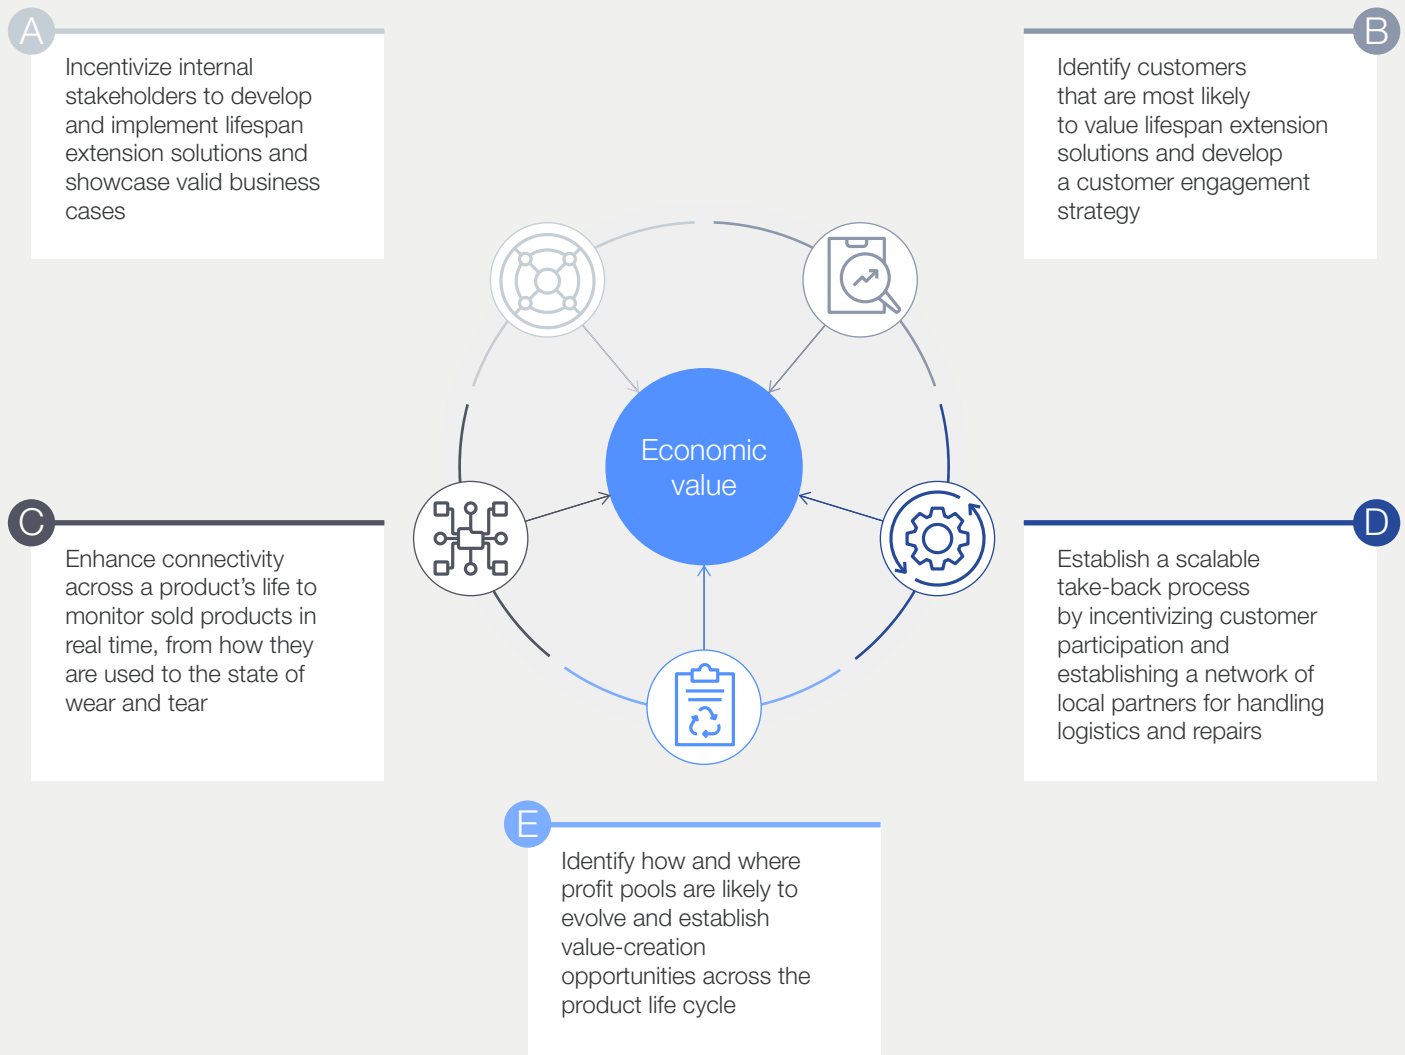 A
Incentivize internal
stakeholders to develop
and implement lifespan
extension solutions and
showcase valid business
cases
B
Identify customers
that are most likely
to value lifespan extension
solutions and develop
a customer engagement
strategy
Economic
value
C
Enhance connectivity
across a product’s life to
monitor sold products in
real time, from how they
are used to the state of
wear and tear
D
Establish a scalable
take-back process
by incentivizing customer
participation and
establishing a network of
local partners for handling
logistics and repairs
E
Identify how and where
profit pools are likely to
evolve and establish
value-creation
opportunities across the
product life cycle